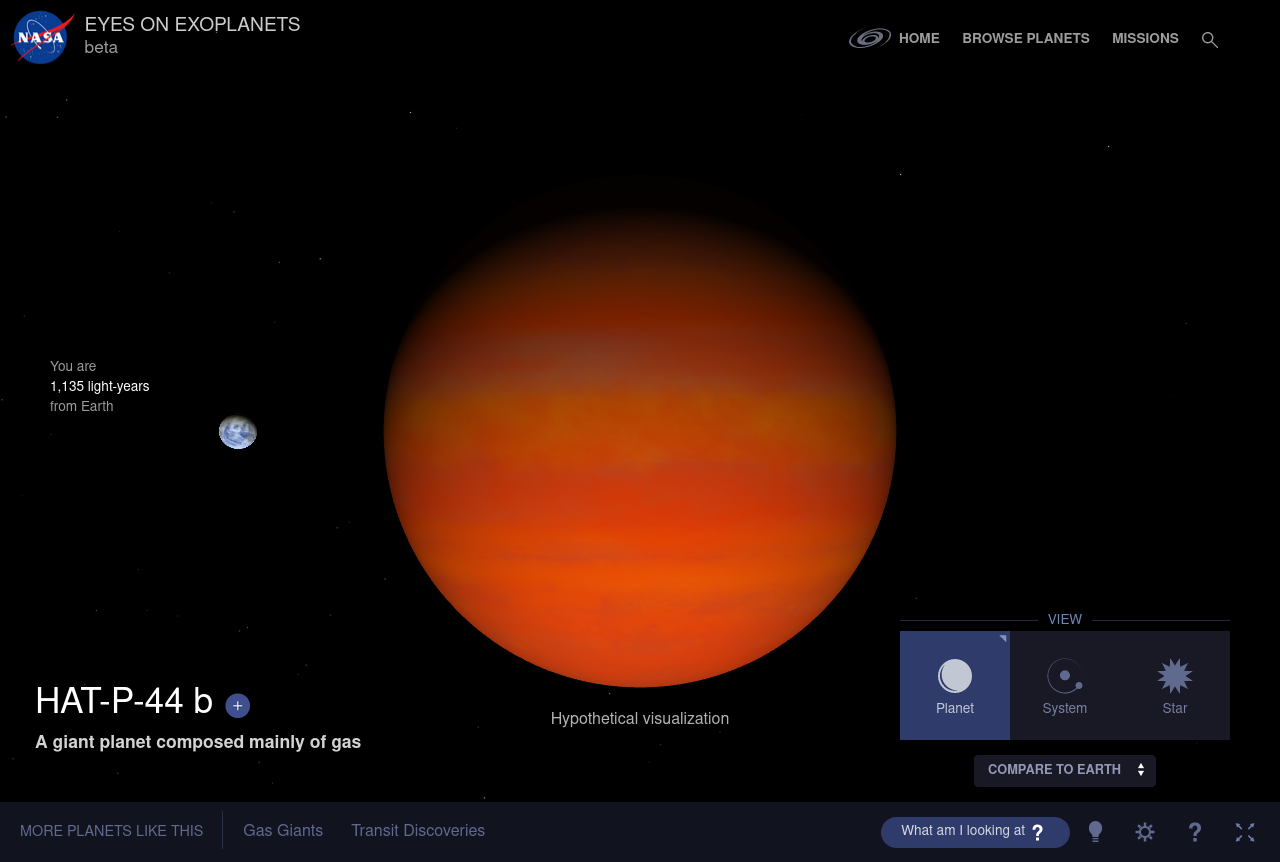 NASA
EYES ON EXOPLANETS
beta
HOME
BROWSE PLANETS
MISSIONS
You are
1,135 light-years
from Earth
HAT-P-44 b +
A giant planet composed mainly of gas
Hypothetical visualization
VIEW
Planet
System
Star
COMPARE TO EARTH
MORE PLANETS LIKE THIS
Gas Giants
Transit Discoveries
What am I looking at ?
?